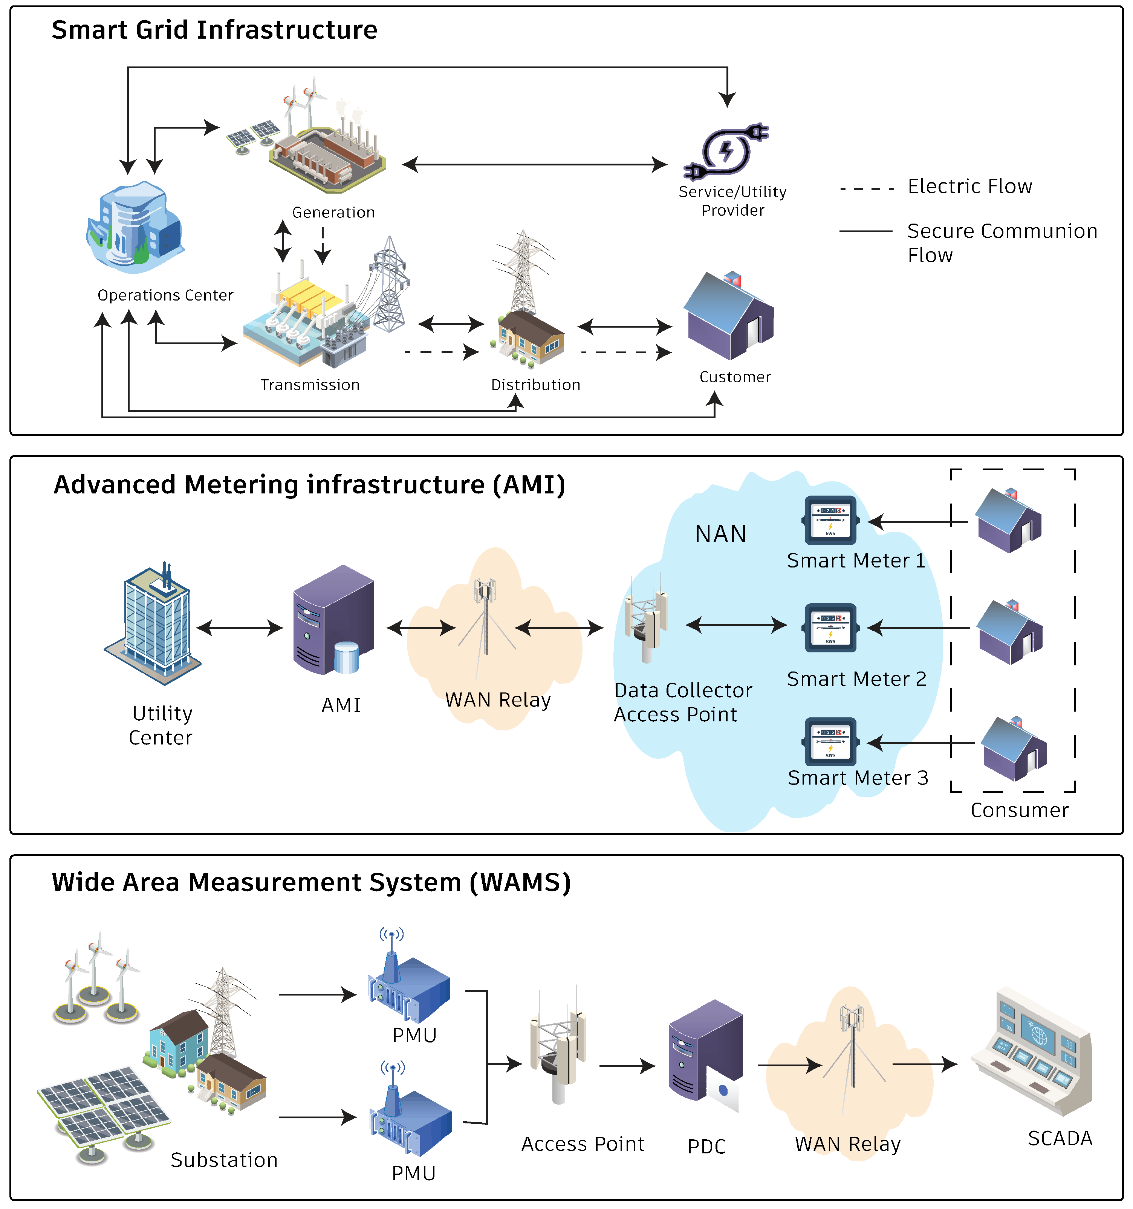 Smart Grid Infrastructure
Generation
Service/Utility
Provider
Electric Flow
Secure Communion
Flow
Operations Center
Transmission
Distribution
Customer
Advanced Metering infrastructure (AMI)
NAN
Smart Meter 1
Utility
Center
AMI
WAN Relay
Data Collector
Access Point
Smart Meter 2
Smart Meter 3
Consumer
Wide Area Measurement System (WAMS)
Substation
PMU
PMU
Access Point
PDC
WAN Relay
SCADA